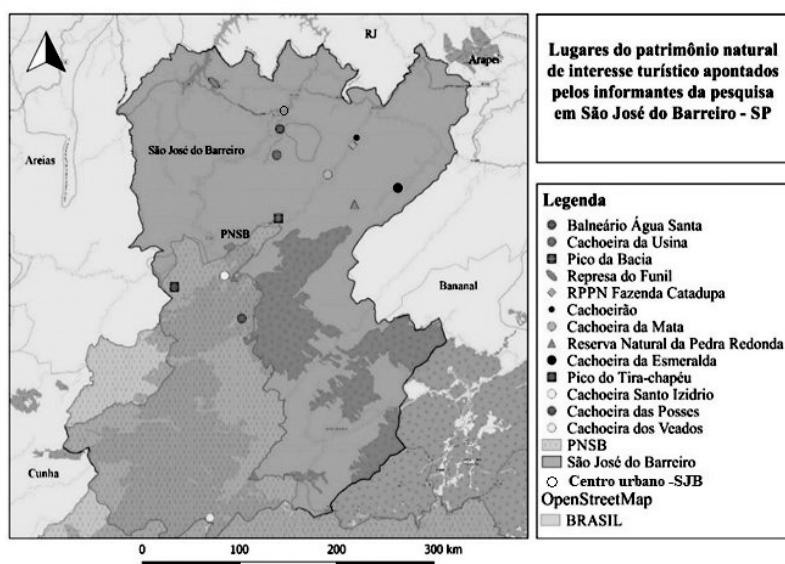 Lugares do patrimônio natural
de interesse turístico apontados
pelos informantes da pesquisa
em São José do Barreiro - SP
RJ
Arapeí
São José do Barreiro
Areias
PNSB
Bananal
Cunha
0 100 200 300 km
Legenda
Balneário Água Santa
Cachoeira da Usina
Pico da Bacia
Represa do Funil
RPPN Fazenda Catadupa
Cachoeirão
Cachoeira da Mata
Reserva Natural da Pedra Redonda
Cachoeira da Esmeralda
Pico do Tira-chapéu
Cachoeira Santo Izidrio
Cachoeira das Posses
Cachoeira dos Veados
PNSB
São José do Barreiro
Centro urbano -SJB
OpenStreetMap
BRASIL